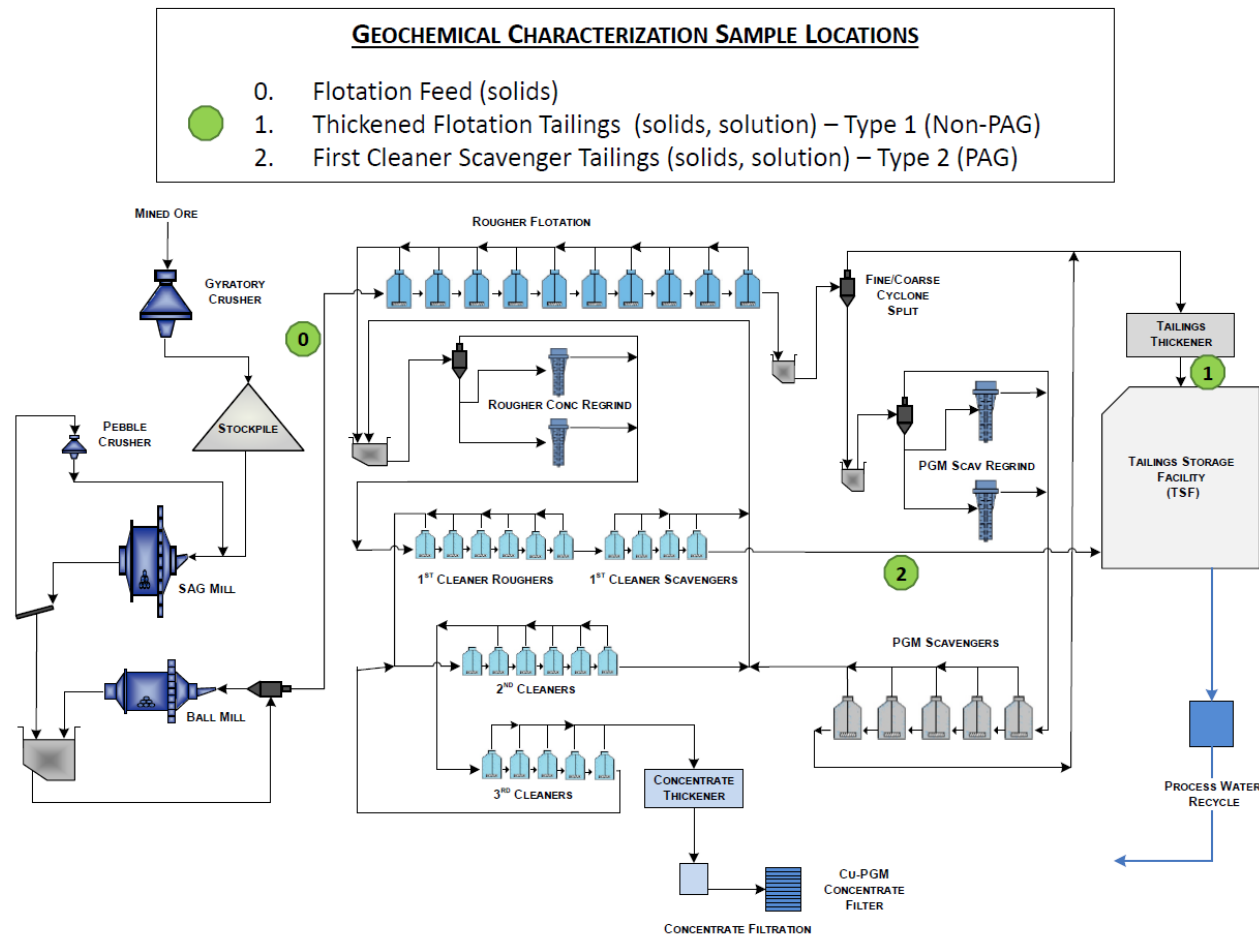 GEOCHEMICAL CHARACTERIZATION SAMPLE LOCATIONS
0. Flotation Feed (solids)
1. Thickened Flotation Tailings (solids, solution) – Type 1 (Non-PAG)
2. First Cleaner Scavenger Tailings (solids, solution) – Type 2 (PAG)
MINED ORE
ROUGHER FLOTATION
GYRATORY
CRUSHER
FINE/COARSE
CYCLONE
SPLIT
0
TAILINGS
THICKENER
1
ROUGHER CONC REGRIND
STOCKPILE
PEBBLE
CRUSHER
PGM SCAV REGRIND
TAILINGS STORAGE
FACILITY
(TSF)
1ST CLEANER ROUGHERS
1ST CLEANER SCAVENGERS
2
SAG MILL
PGM SCAVENGERS
2ND CLEANERS
BALL MILL
3RD CLEANERS
CONCENTRATE
THICKENER
PROCESS WATER
RECYCLE
CU-PGM
CONCENTRATE
FILTER
CONCENTRATE FILTRATION